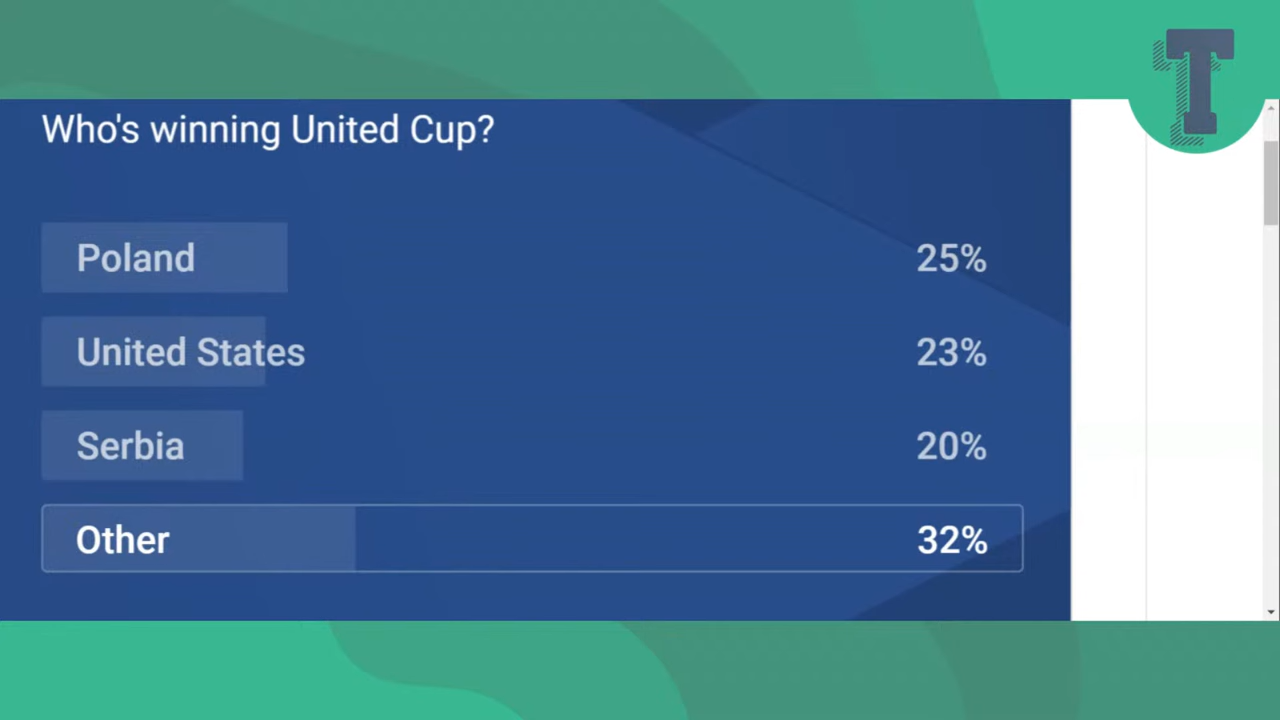 T
Who's winning United Cup?
Poland 25%
United States 23%
Serbia 20%
Other 32%